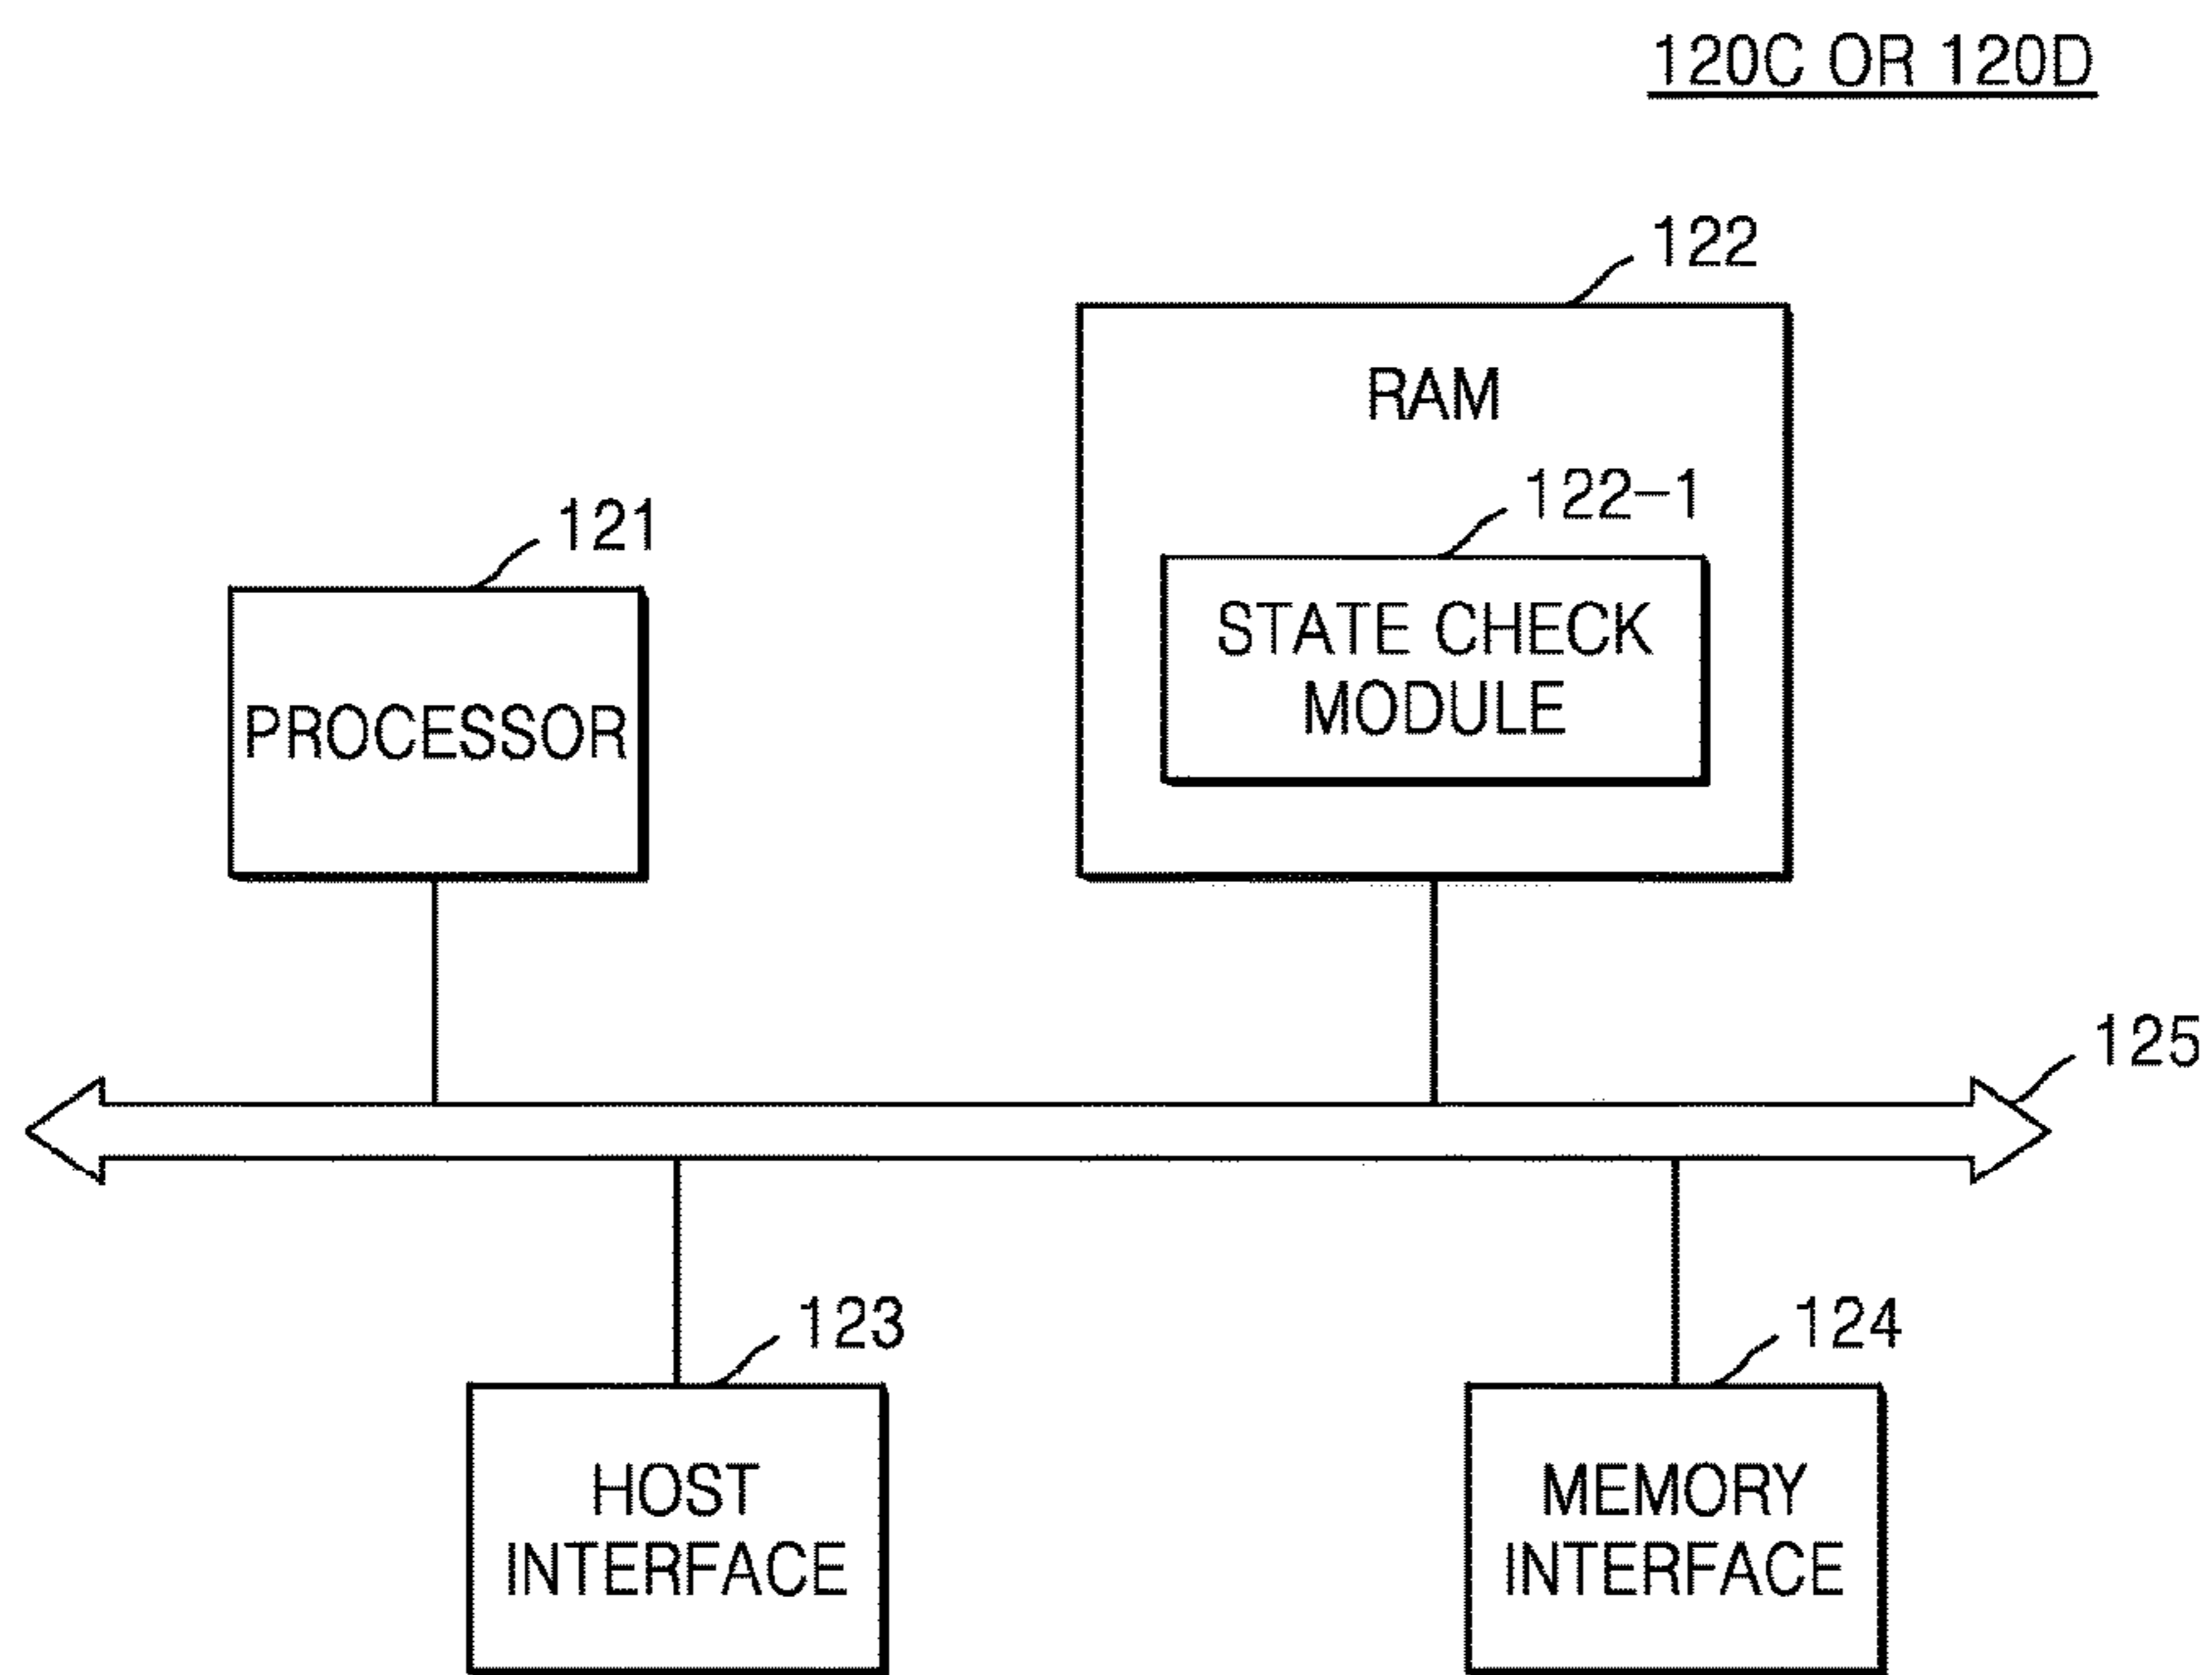 120C OR 120D
122
RAM
122-1
STATE CHECK
MODULE
121
PROCESSOR
125
123
HOST
INTERFACE
124
MEMORY
INTERFACE